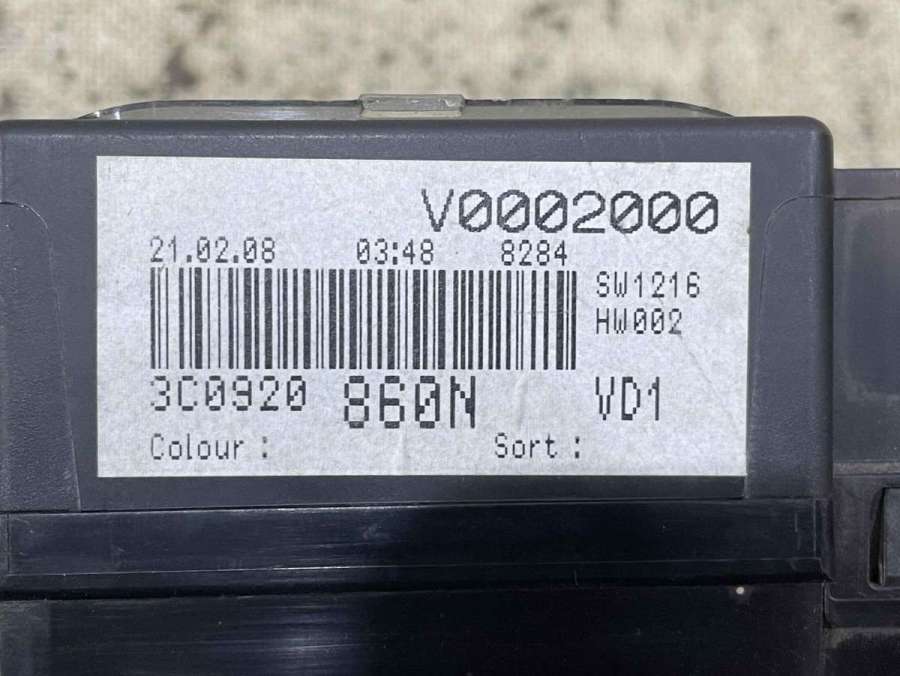 V0002000
21.02.08 03:48 8284
SW1216
HW002
3C0920 860N VD1
Colour : Sort :